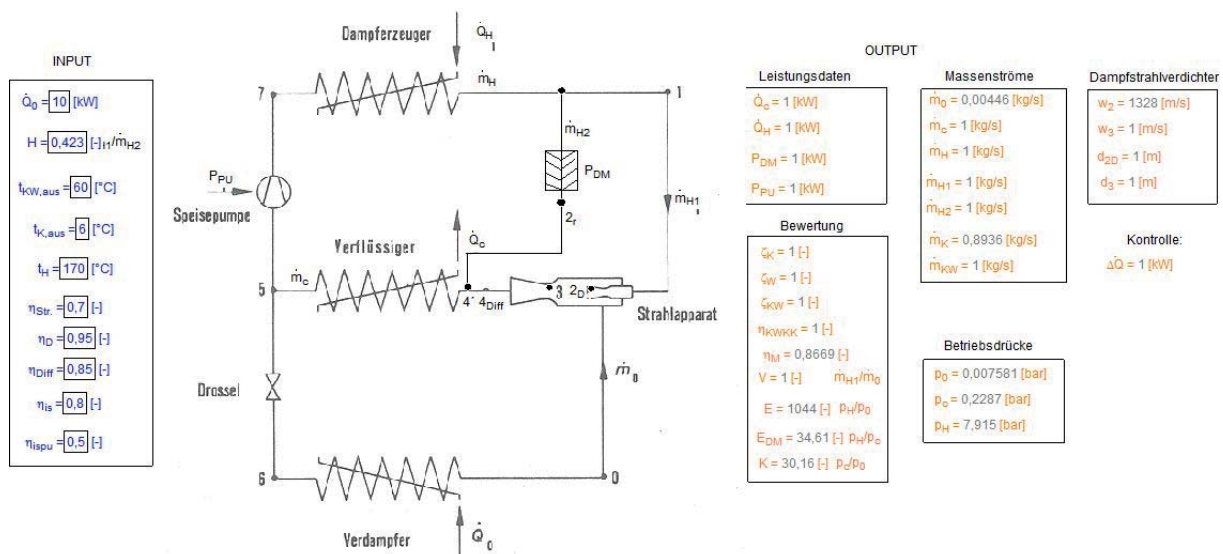 INPUT
Q̇0 = 10 [kW]
H = 0,423 [-] H1/ṁH2
tKW,aus = 60 [°C]
tK,aus = 6 [°C]
tH = 170 [°C]
ηStr. = 0,7 [-]
ηD = 0,95 [-]
ηDiff = 0,85 [-]
ηis = 0,8 [-]
ηispu = 0,5 [-]
Dampferzeuger
Q̇H
ṁH
7
1
ṁH2
PDM
PPU
Speisepumpe
2r
ṁH1
Verflüssiger
Q̇c
5
ṁc
4´
4Diff
3
2D
Strahlapparat
Drossel
ṁ0
6
0
Verdampfer
Q̇0
OUTPUT
Leistungsdaten
Q̇c = 1 [kW]
Q̇H = 1 [kW]
PDM = 1 [kW]
PPU = 1 [kW]
Massenströme
ṁ0 = 0,00446 [kg/s]
ṁc = 1 [kg/s]
ṁH = 1 [kg/s]
ṁH1 = 1 [kg/s]
ṁH2 = 1 [kg/s]
ṁK = 0,8936 [kg/s]
ṁKW = 1 [kg/s]
Dampfstrahlverdichter
w2 = 1328 [m/s]
w3 = 1 [m/s]
d2D = 1 [m]
d3 = 1 [m]
Kontrolle:
ΔQ̇ = 1 [kW]
Bewertung
ζK = 1 [-]
ζW = 1 [-]
ζKW = 1 [-]
ηKWKK = 1 [-]
ηM = 0,8669 [-]
V = 1 [-] ṁH1/ṁ0
E = 1044 [-] pH/p0
EDM = 34,61 [-] pH/pc
K = 30,16 [-] pc/p0
Betriebsdrücke
p0 = 0,007581 [bar]
pc = 0,2287 [bar]
pH = 7,915 [bar]